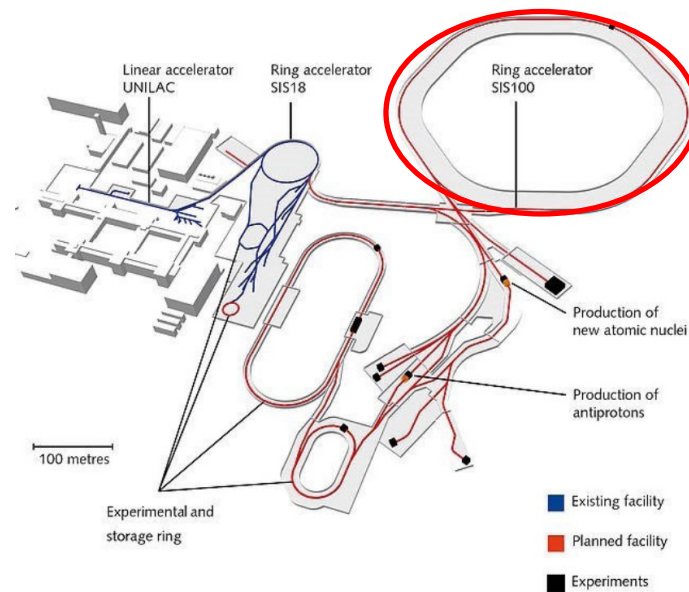 Linear accelerator
UNILAC
Ring accelerator
SIS18
Ring accelerator
SIS100
Production of
new atomic nuclei
Production of
antiprotons
100 metres
Experimental and
storage ring
Existing facility
Planned facility
Experiments